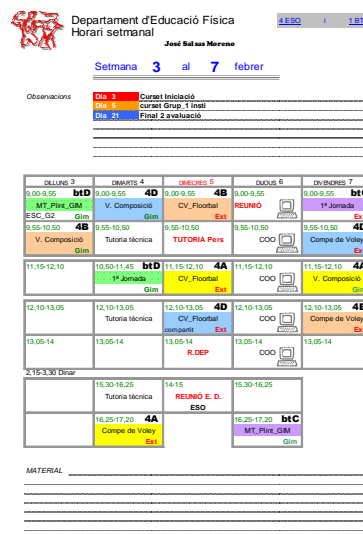 Departament d'Educació Física
4 ESO i 1 BT
Horari setmanal
José Salsas Moreno
Setmana 3 al 7 febrer
Observacions
Dia 3 Curset Iniciació
Dia 5 curset Grup_1 insti
Dia 21 Final 2 avaluació
DILLUNS 3 DIMARTS 4 DIMECRES 5 DIJOUS 6 DIVENDRES 7
9,00-9,55 btD 9,00-9,55 4D 9,00-9,55 4B 9,00-9,55 9,00-9,55
MT_Plint_GIM V. Composició CV_Floorbal REUNIÓ 1ª Jornada
ESC_G2 Gim Gim Ext
9,55-10,50 4B 9,55-10,50 9,55-10,50 9,55-10,50 9,55-10,50
V. Composició Tutoria tècnica TUTORIA Pers COO Compe de Voley
Gim
11,15-12,10 10,50-11,45 btD 11,15-12,10 4A 11,15-12,10 11,15-12,10
1ª Jornada CV_Floorbal COO V. Composició
Gim Ext
12,10-13,05 12,10-13,05 12,10-13,05 4D 12,10-13,05 12,10-13,05
Tutoria tècnica CV_Floorbal COO Compe de Voley
compartit Ext
13,05-14 13,05-14 13,05-14 13,05-14 13,05-14
R.DEP COO
2,15-3,30 Dinar
15,30-16,25 14-15 15,30-16,25
Tutoria tècnica REUNIÓ E. D.
ESO
16,25-17,20 4A 16,25-17,20 btC
Compe de Voley MT_Plint_GIM
Ext Gim
MATERIAL